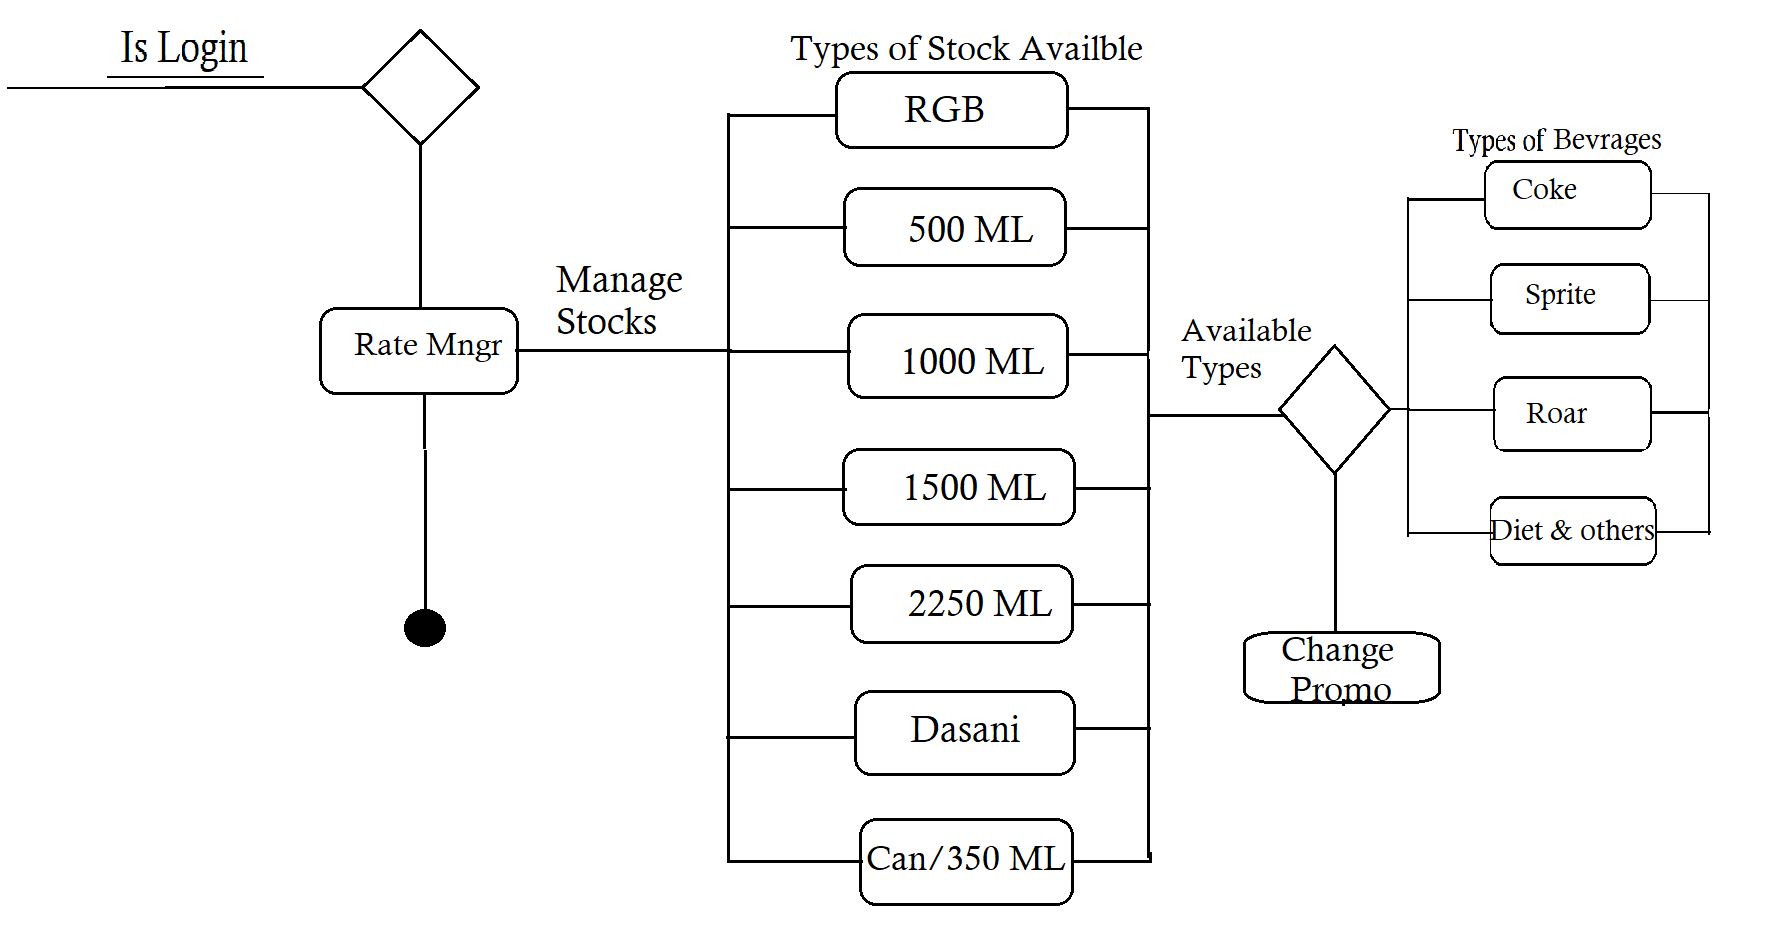 Is Login
Rate Mngr
Manage
Stocks
Types of Stock Availble
RGB
500 ML
1000 ML
1500 ML
2250 ML
Dasani
Can/350 ML
Available
Types
Change
Promo
Types of Bevrages
Coke
Sprite
Roar
Diet & others